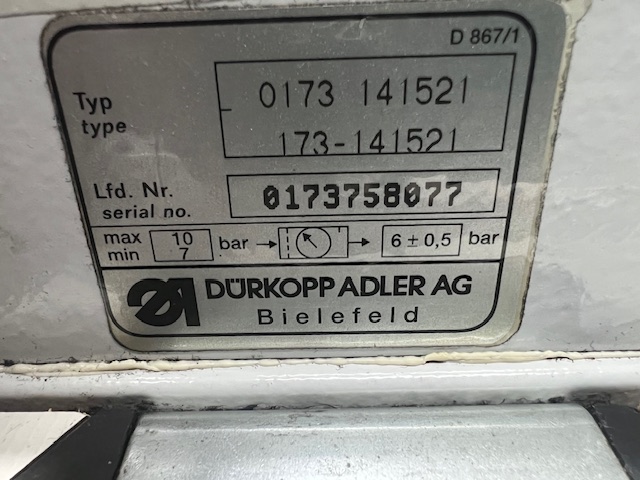 D 867/1
Typ
type
0173 141521
173-141521
Lfd. Nr.
serial no.
0173758077
max 10 bar 6 ± 0,5 bar
min 7
DÜRKOPP ADLER AG
Bielefeld